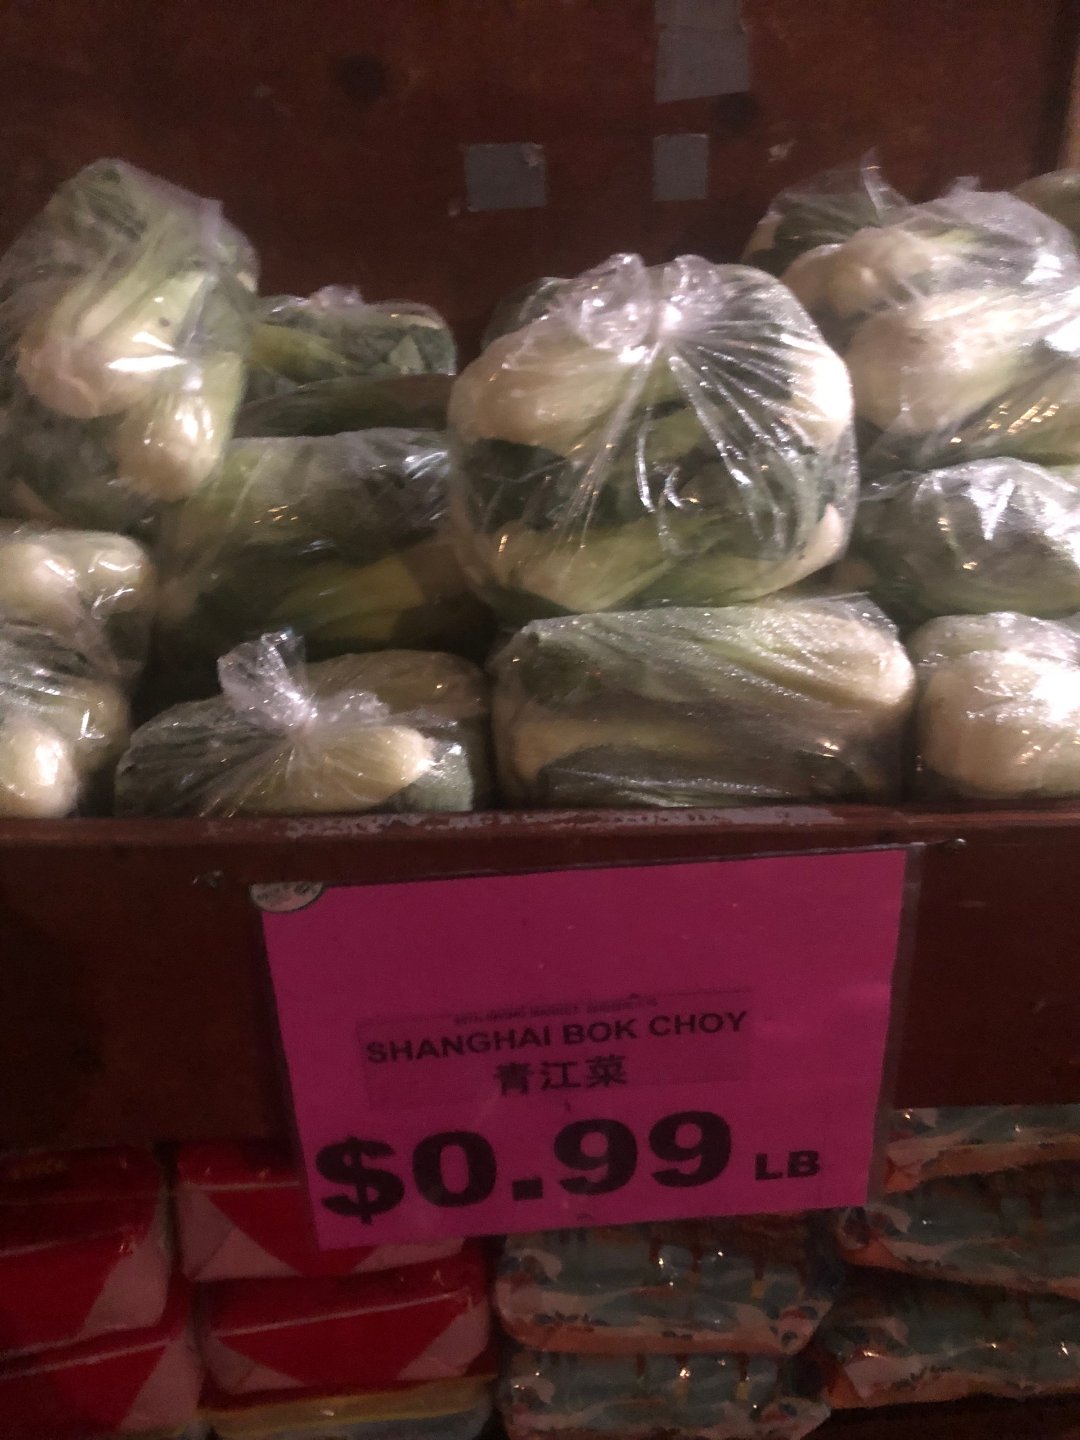 SHANGHAI BOK CHOY
青江菜
$0.99 LB